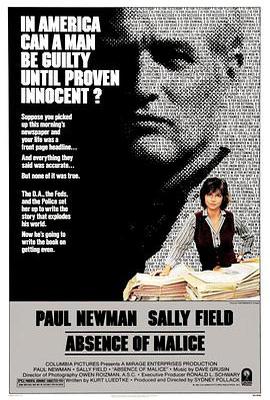 IN AMERICA
CAN A MAN
BE GUILTY
UNTIL PROVEN
INNOCENT?
Suppose you picked
up this morning's
newspaper and
your life was a
front page headline...
And everything they
said was accurate...
But none of it was true.
The D.A., the Feds,
and the Police set
her up to write the
story that explodes
his world.
Now he's going to
write the book on
getting even.
PAUL NEWMAN SALLY FIELD
ABSENCE OF MALICE
COLUMBIA PICTURES Presents A MIRAGE ENTERPRISES PRODUCTION
PAUL NEWMAN • SALLY FIELD • "ABSENCE OF MALICE" • Music by DAVE GRUSIN
Director of Photography OWEN ROIZMAN, A.S.C. • Executive Producer RONALD L. SCHWARY
Written by KURT LUEDTKE • Produced and Directed by SYDNEY POLLACK